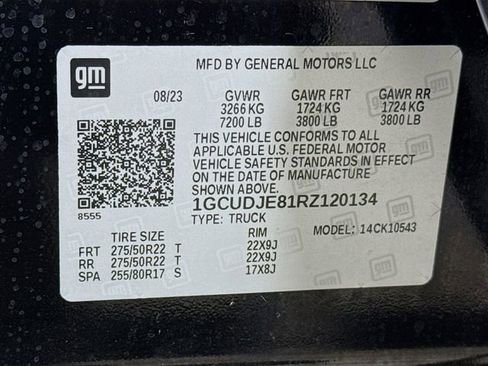 gm
MFD BY GENERAL MOTORS LLC
08/23 GVWR GAWR FRT GAWR RR
3266 KG 1724 KG 1724 KG
7200 LB 3800 LB 3800 LB
THIS VEHICLE CONFORMS TO ALL
APPLICABLE U.S. FEDERAL MOTOR
VEHICLE SAFETY STANDARDS IN EFFECT
ON THE DATE OF MANUFACTURE
SHOWN ABOVE.
8555
1GCUDJE81RZ120134
TYPE: TRUCK MODEL: 14CK10543
TIRE SIZE RIM
FRT 275/50R22 T 22X9J
RR 275/50R22 T 22X9J
SPA 255/80R17 S 17X8J